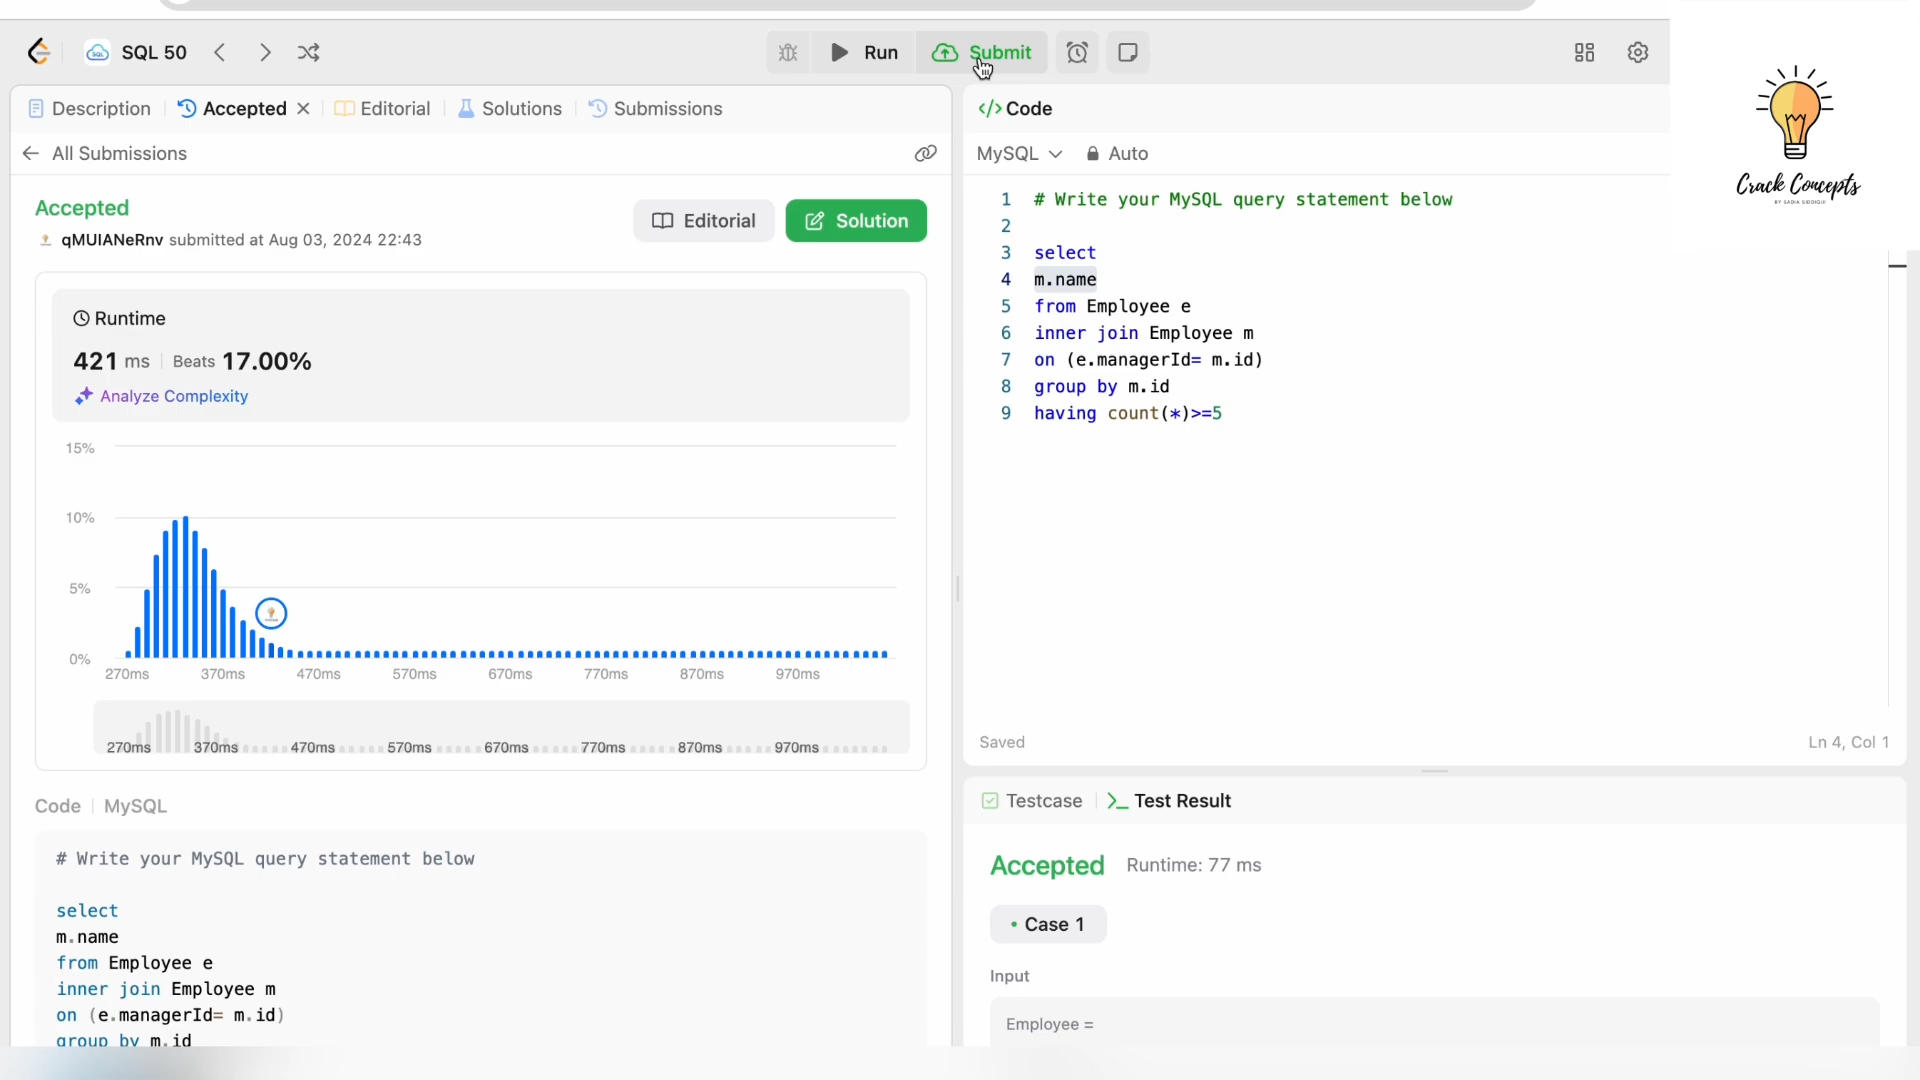 SQL 50
Run
Submit
Description
Accepted
Editorial
Solutions
Submissions
All Submissions
Accepted
qMUIANeRnv submitted at Aug 03, 2024 22:43
Editorial
Solution
Runtime
421 ms | Beats 17.00%
Analyze Complexity
15%
10%
5%
0%
270ms 370ms 470ms 570ms 670ms 770ms 870ms 970ms
270ms 370ms 470ms 570ms 670ms 770ms 870ms 970ms
Code | MySQL
# Write your MySQL query statement below
select
m.name
from Employee e
inner join Employee m
on (e.managerId= m.id)
group by m.id
</> Code
MySQL
Auto
1 # Write your MySQL query statement below
2
3 select
4 m.name
5 from Employee e
6 inner join Employee m
7 on (e.managerId= m.id)
8 group by m.id
9 having count(*)>=5
Saved
Ln 4, Col 1
Testcase
>_ Test Result
Accepted Runtime: 77 ms
• Case 1
Input
Employee =
Crack Concepts
BY SADIA SIDDIQUI